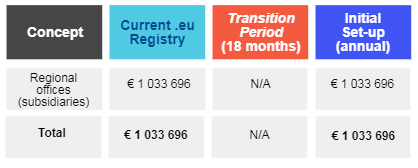 Concept
Current .eu
Registry
Transition
Period
(18 months)
Initial
Set-up
(annual)
Regional
offices
(subsidiaries)
€ 1 033 696
N/A
€ 1 033 696
Total
€ 1 033 696
N/A
€ 1 033 696